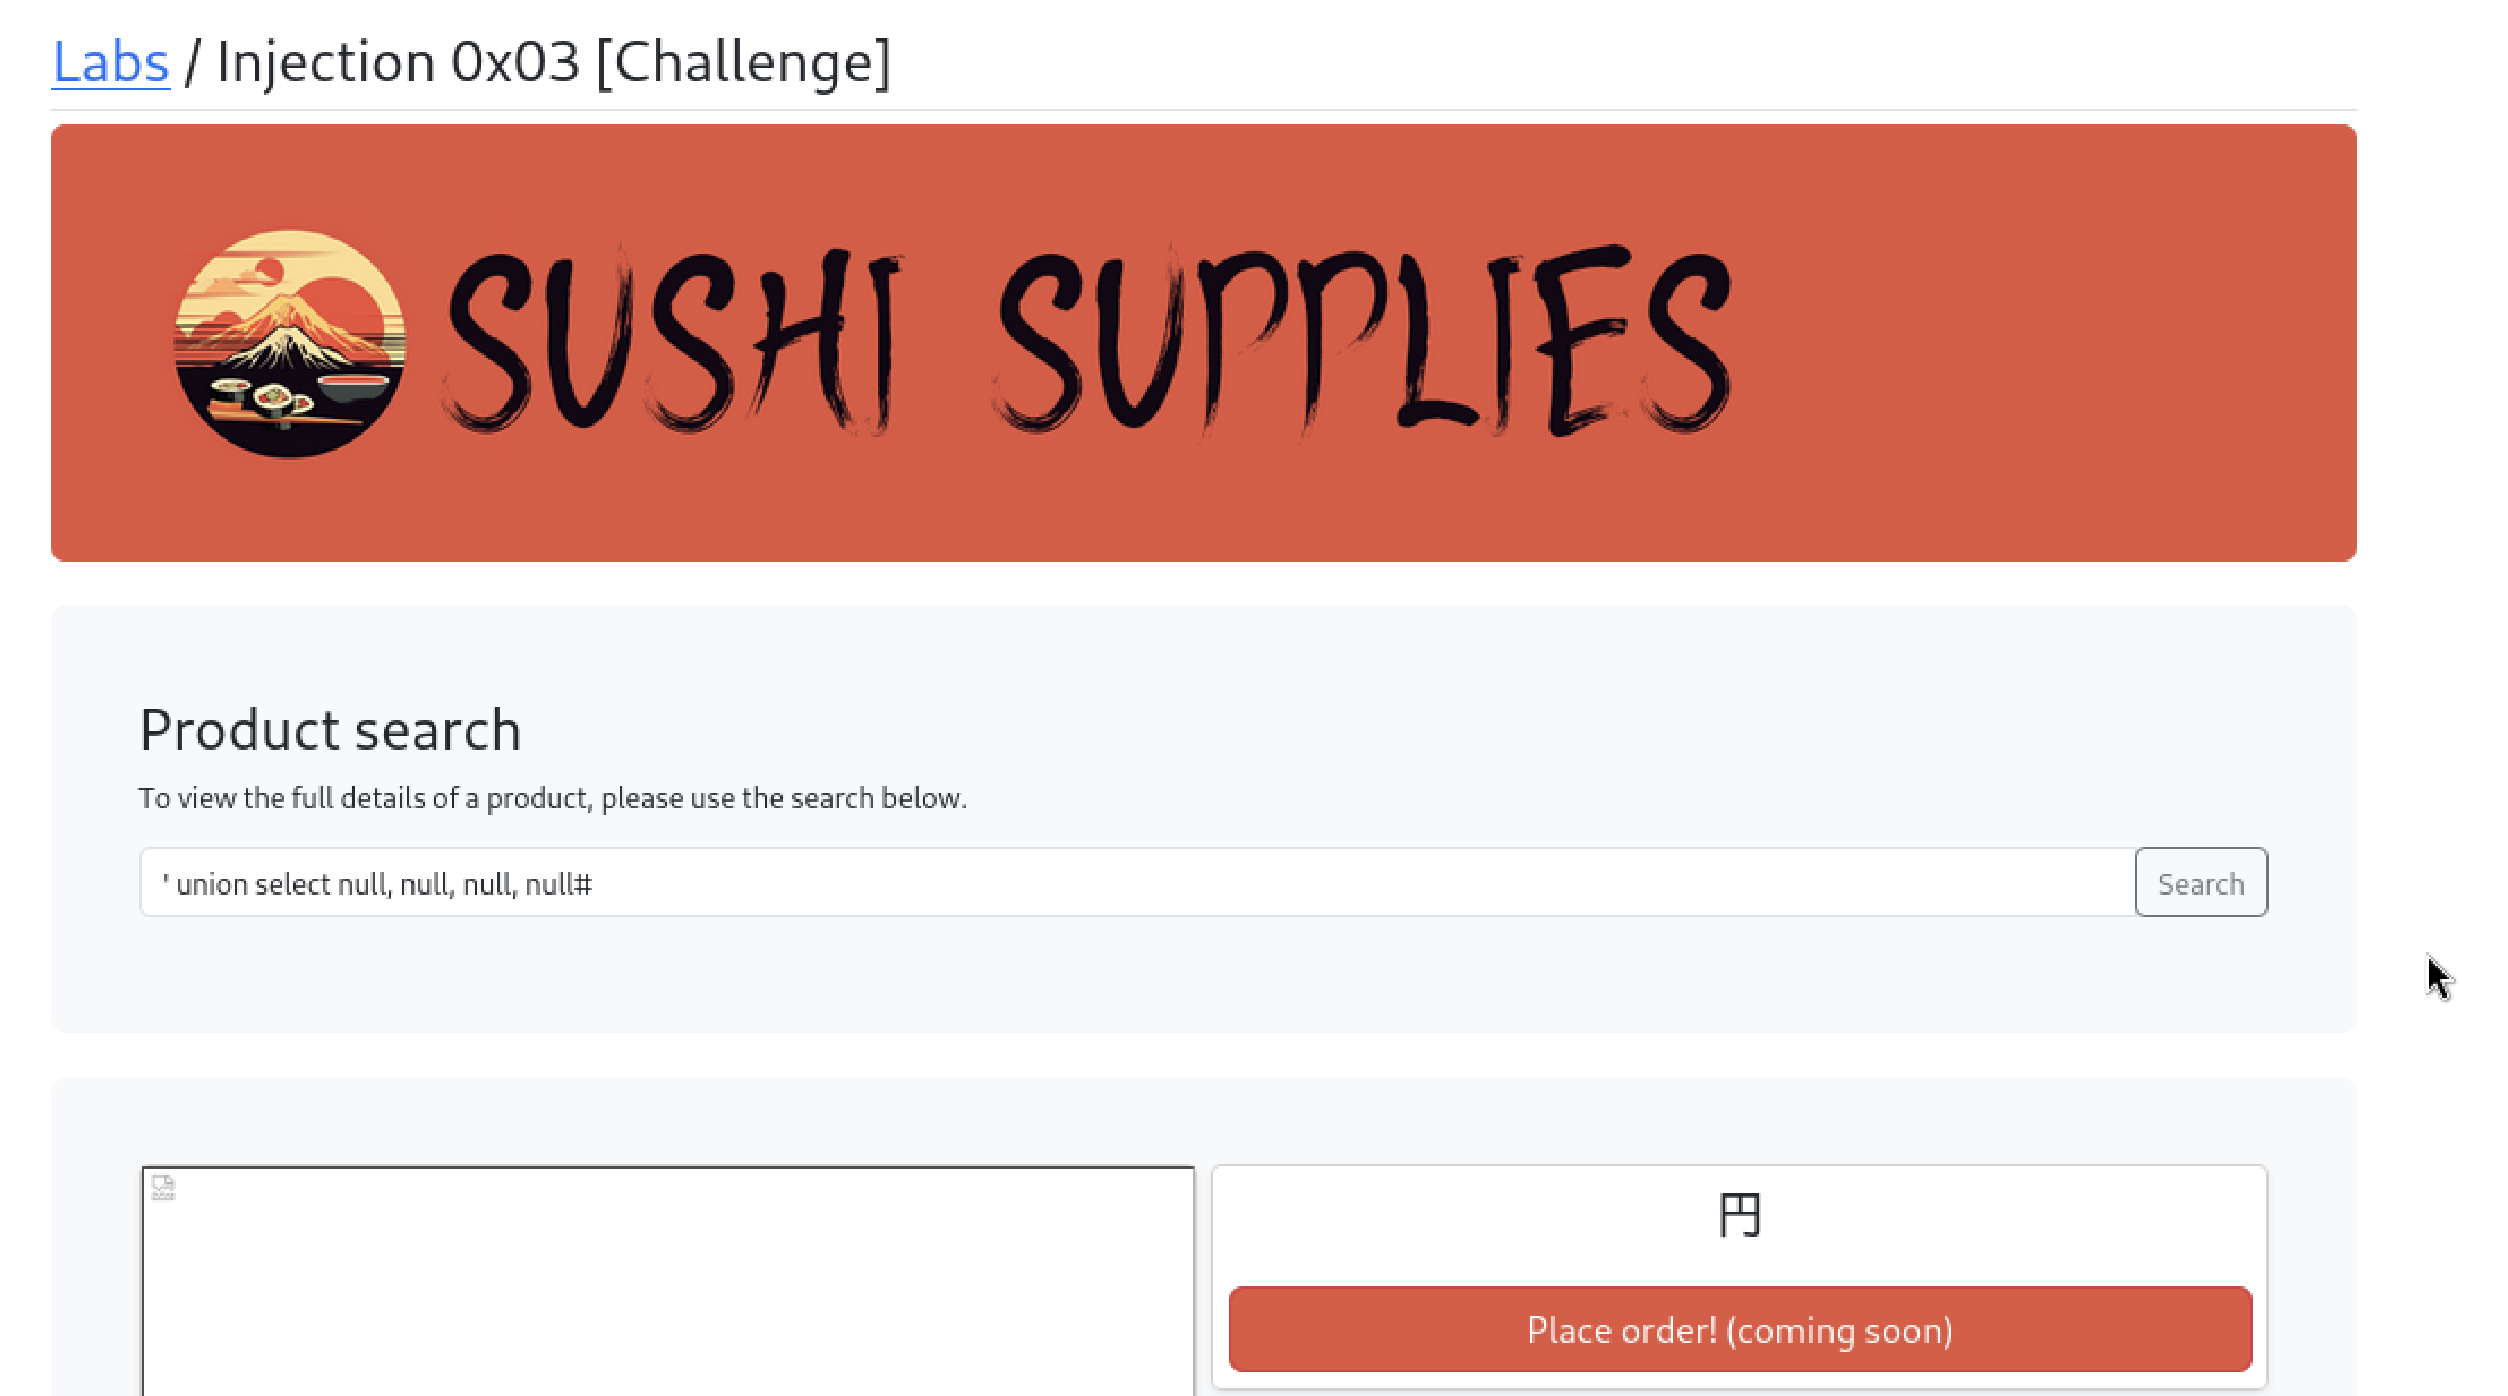 Labs / Injection 0x03 [Challenge]
SUSHI SUPPLIES
Product search
To view the full details of a product, please use the search below.
' union select null, null, null, null#
Search
円
Place order! (coming soon)